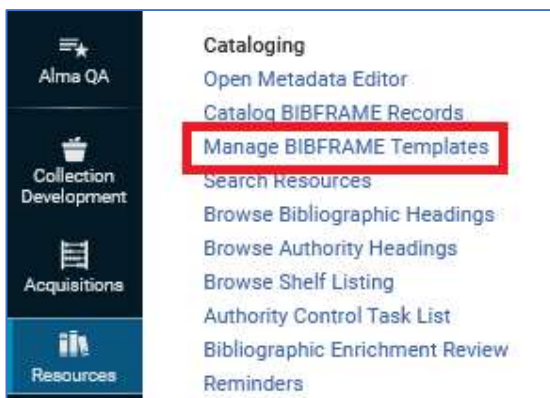 Alma QA
Collection
Development
Acquisitions
Resources
Cataloging
Open Metadata Editor
Catalog BIBFRAME Records
Manage BIBFRAME Templates
Search Resources
Browse Bibliographic Headings
Browse Authority Headings
Browse Shelf Listing
Authority Control Task List
Bibliographic Enrichment Review
Reminders